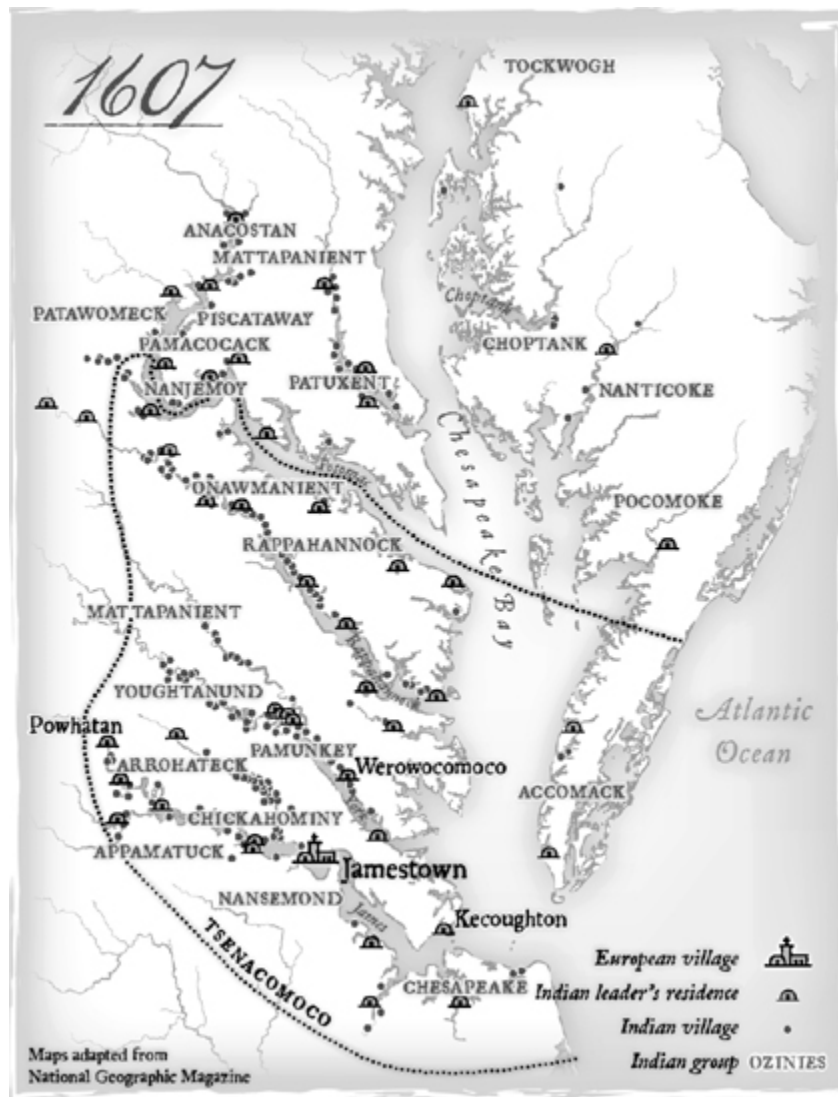 1607
TOCKWOGH
ANACOSTAN
MATTAPANIENT
PATAWOMECK
PISCATAWAY
Choptank
PAMACOCACK
CHOPTANK
NANJEMOY
PATUXENT
NANTICOKE
Chesapeake Bay
Potomac
ONAWMANIENT
POCOMOKE
RAPPAHANNOCK
MATTAPANIENT
Rappahannock
YOUGHTANUND
Powhatan
Atlantic
Ocean
PAMUNKEY
ARROHATECK
Werowocomoco
ACCOMACK
York
CHICKAHOMINY
APPAMATUCK
Jamestown
NANSEMOND
James
Kecoughton
TSENACOMOCO
CHESAPEAKE
European village
Indian leader's residence
Indian village
Indian group OZINIES
Maps adapted from
National Geographic Magazine